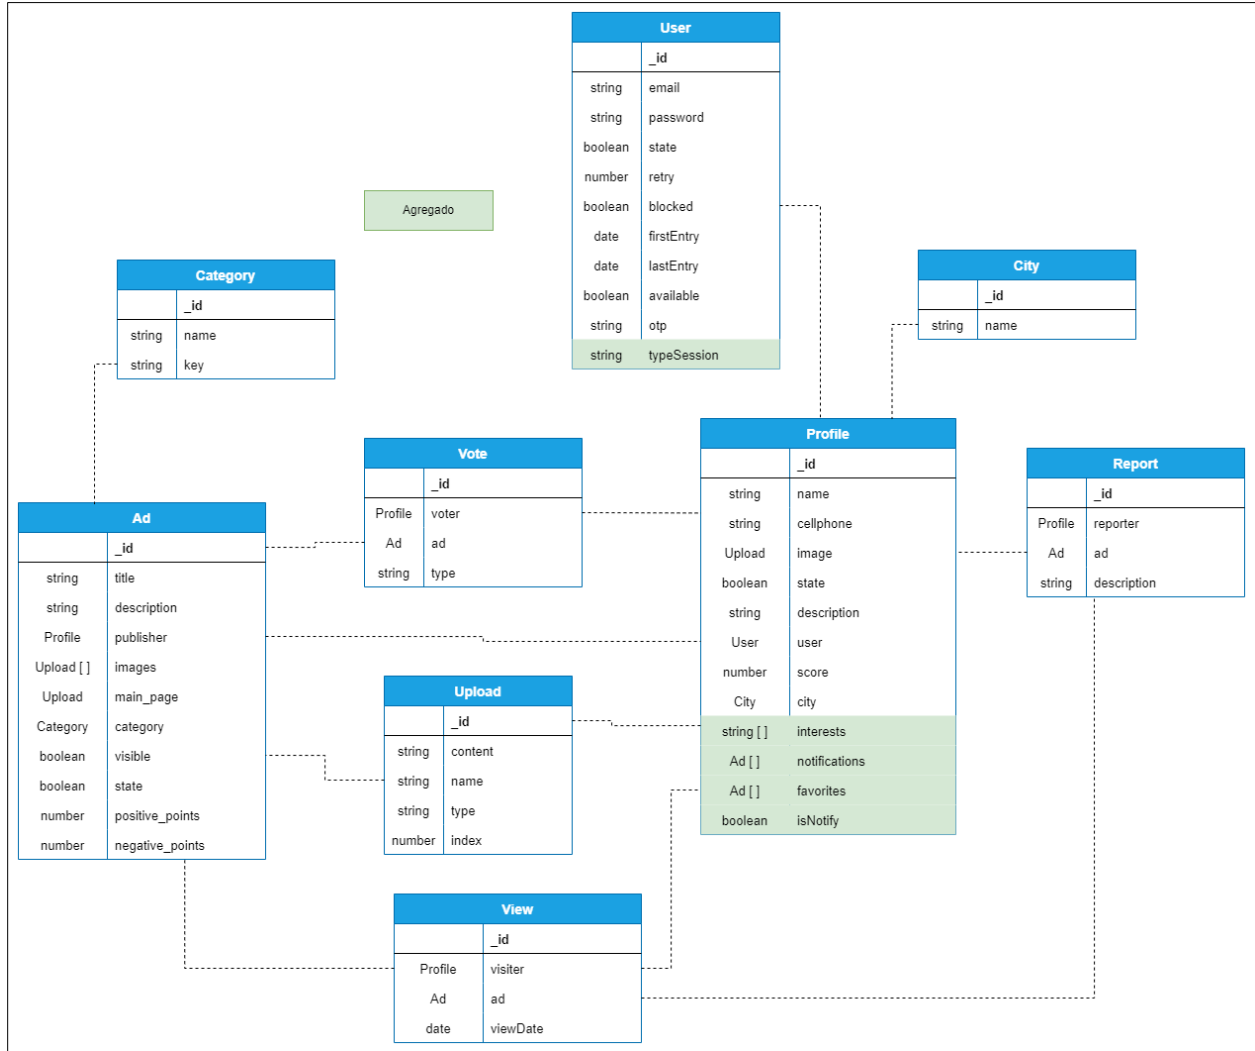 User
_id
string email
string password
boolean state
number retry
boolean blocked
date firstEntry
date lastEntry
boolean available
string otp
string typeSession
Agregado
Category
_id
string name
string key
City
_id
string name
Vote
_id
Profile voter
Ad ad
string type
Profile
_id
string name
string cellphone
Upload image
boolean state
string description
User user
number score
City city
string [ ] interests
Ad [ ] notifications
Ad [ ] favorites
boolean isNotify
Report
_id
Profile reporter
Ad ad
string description
Ad
_id
string title
string description
Profile publisher
Upload [ ] images
Upload main_page
Category category
boolean visible
boolean state
number positive_points
number negative_points
Upload
_id
string content
string name
string type
number index
View
_id
Profile visiter
Ad ad
date viewDate